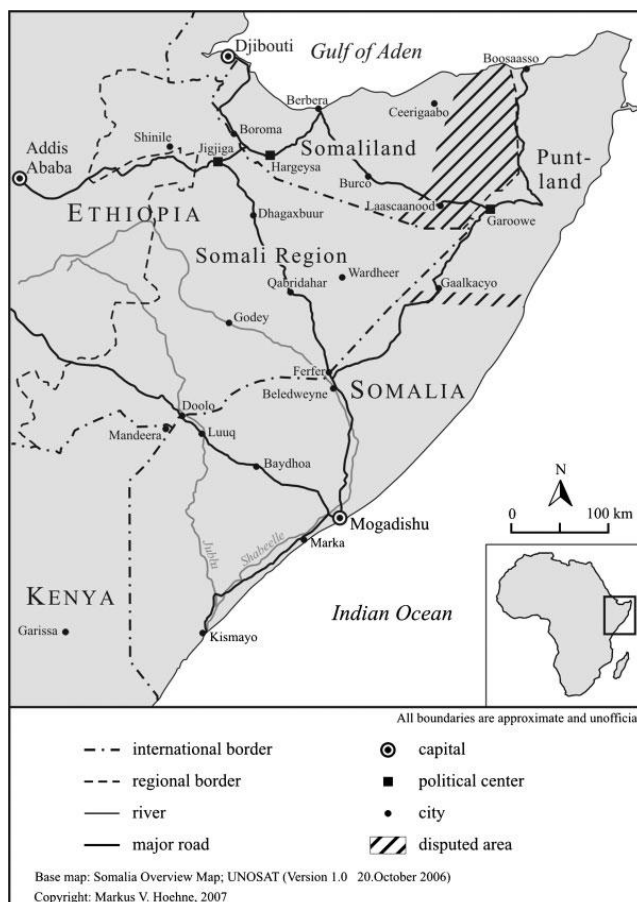 Djibouti
Gulf of Aden
Boosaasso
Berbera
Ceerigaabo
Boroma
Shinile
Somaliland
Addis
Ababa
Jigjiga
Hargeysa
Punt-
land
Burco
ETHIOPIA
Laascaanood
Garoowe
Dhagaxbuur
Somali Region
Wardheer
Qabridahar
Gaalkacyo
Godey
Ferfer
SOMALIA
Beledweyne
Doolo
Mandeera
Luuq
Baydhoa
N
Mogadishu
0 100 km
Marka
Shabeelle
Jubbu
KENYA
Indian Ocean
Garissa
Kismayo
All boundaries are approximate and unofficia
international border
capital
regional border
political center
river
city
major road
disputed area
Base map: Somalia Overview Map; UNOSAT (Version 1.0 20.October 2006)
Copyright: Markus V. Hoehne, 2007